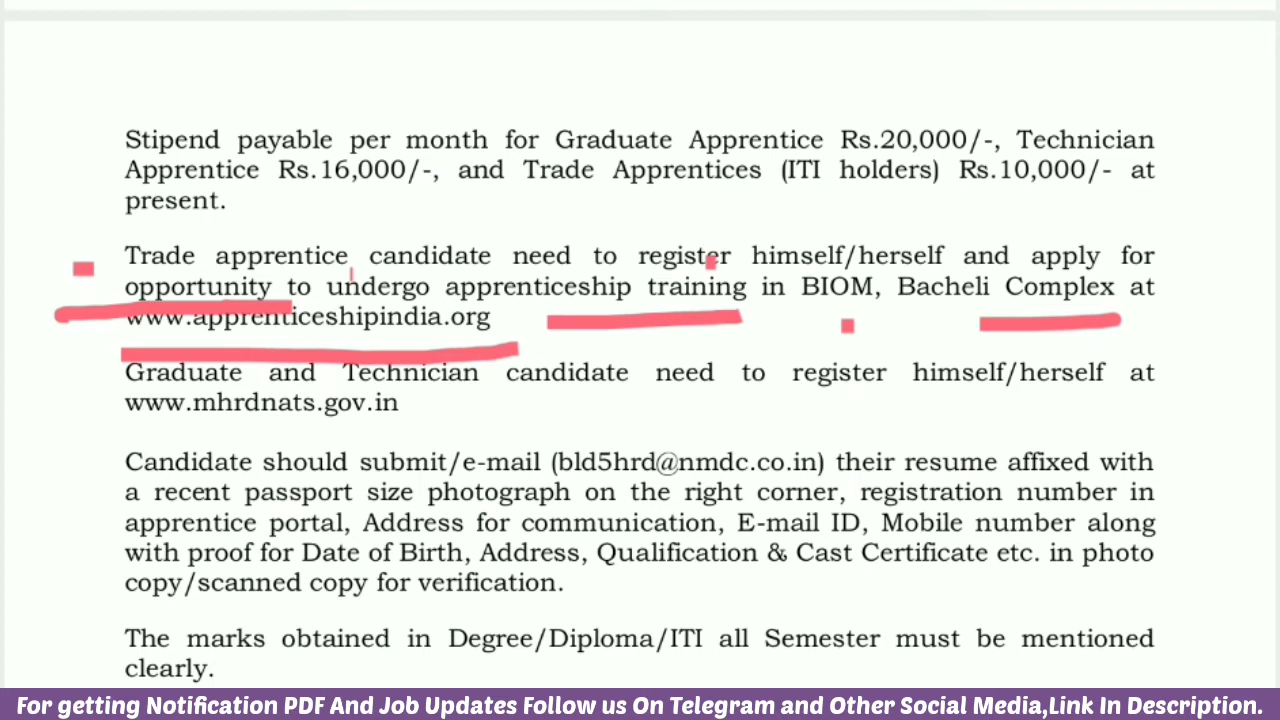 Stipend payable per month for Graduate Apprentice Rs.20,000/-, Technician
Apprentice Rs.16,000/-, and Trade Apprentices (ITI holders) Rs.10,000/- at
present.
Trade apprentice candidate need to register himself/herself and apply for
opportunity to undergo apprenticeship training in BIOM, Bacheli Complex at
www.apprenticeshipindia.org
Graduate and Technician candidate need to register himself/herself at
www.mhrdnats.gov.in
Candidate should submit/e-mail (bld5hrd@nmdc.co.in) their resume affixed with
a recent passport size photograph on the right corner, registration number in
apprentice portal, Address for communication, E-mail ID, Mobile number along
with proof for Date of Birth, Address, Qualification & Cast Certificate etc. in photo
copy/scanned copy for verification.
The marks obtained in Degree/Diploma/ITI all Semester must be mentioned
clearly.
For getting Notification PDF And Job Updates Follow us On Telegram and Other Social Media,Link In Description.